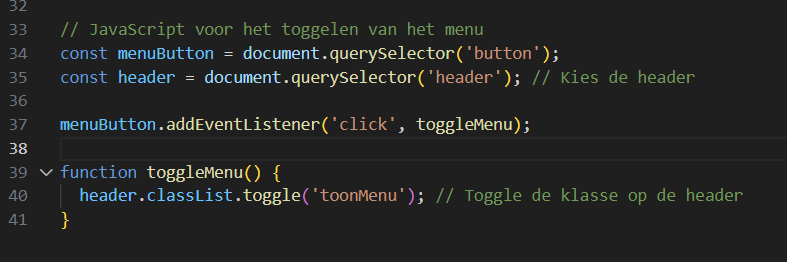 32
33 // JavaScript voor het toggelen van het menu
34 const menuButton = document.querySelector('button');
35 const header = document.querySelector('header'); // Kies de header
36
37 menuButton.addEventListener('click', toggleMenu);
38
39 function toggleMenu() {
40   header.classList.toggle('toonMenu'); // Toggle de klasse op de header
41 }